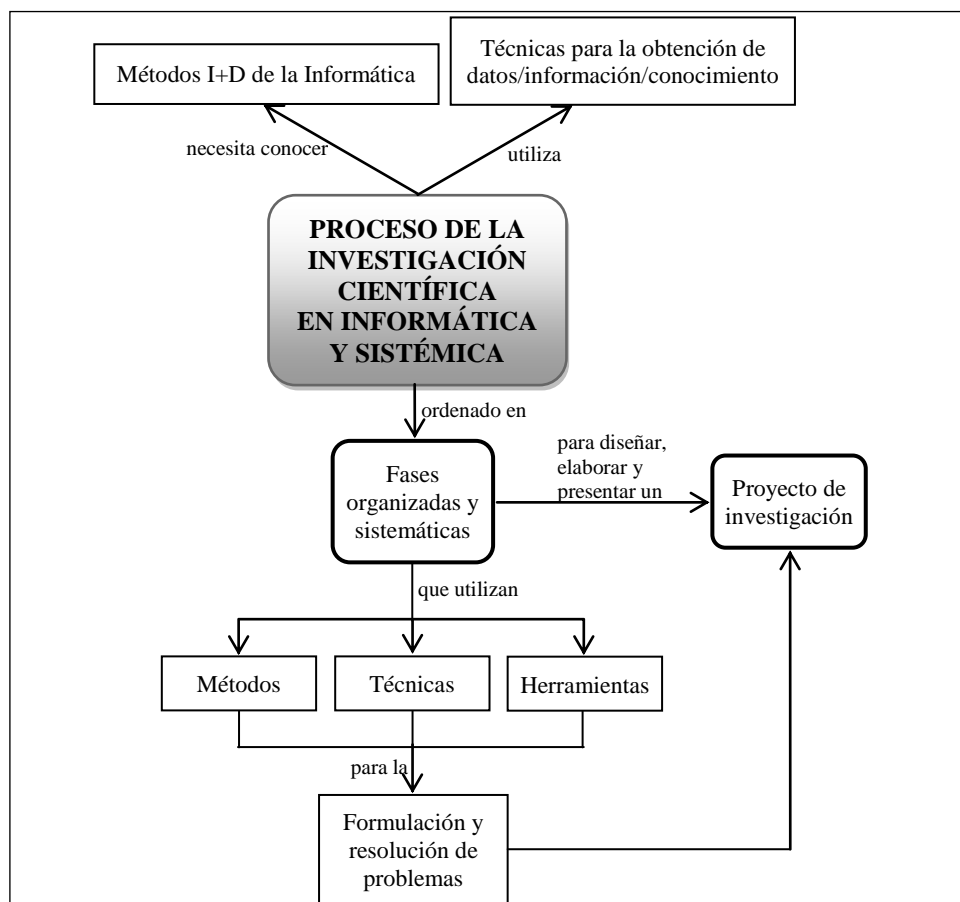 Métodos I+D de la Informática
Técnicas para la obtención de
datos/información/conocimiento
necesita conocer
utiliza
PROCESO DE LA
INVESTIGACIÓN
CIENTÍFICA
EN INFORMÁTICA
Y SISTÉMICA
ordenado en
Fases
organizadas y
sistemáticas
para diseñar,
elaborar y
presentar un
Proyecto de
investigación
que utilizan
Métodos
Técnicas
Herramientas
para la
Formulación y
resolución de
problemas